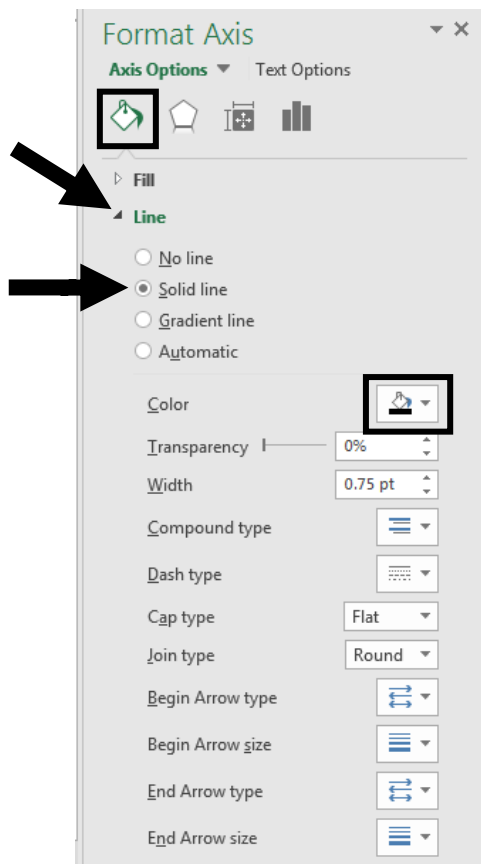 Format Axis
Axis Options Text Options
Fill
Line
No line
Solid line
Gradient line
Automatic
Color
Transparency 0%
Width 0.75 pt
Compound type
Dash type
Cap type Flat
Join type Round
Begin Arrow type
Begin Arrow size
End Arrow type
End Arrow size